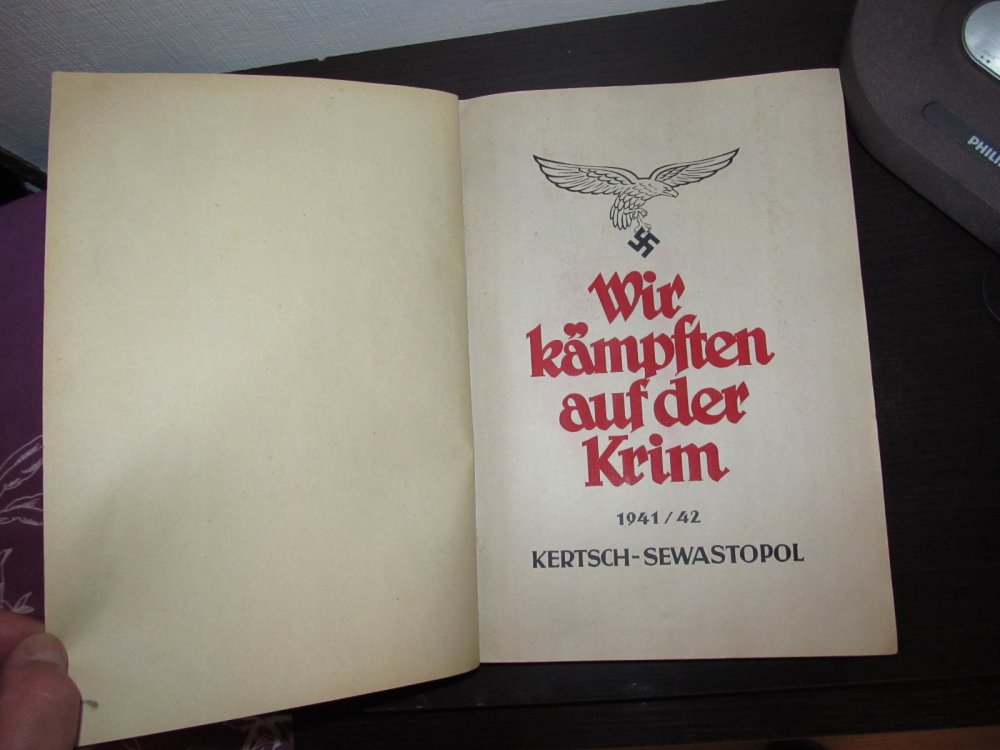 Wir
kämpften
auf der
Krim
1941/42
KERTSCH-SEWASTOPOL